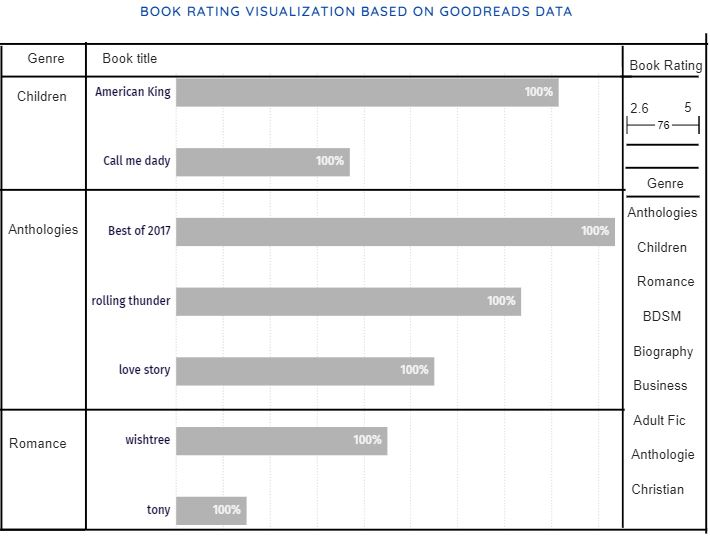 BOOK RATING VISUALIZATION BASED ON GOODREADS DATA
Genre
Book title
Book Rating
Children
American King
100%
2.6
5
76
Call me dady
100%
Genre
Anthologies
Best of 2017
100%
rolling thunder
100%
love story
100%
Romance
wishtree
100%
tony
100%
Anthologies
Children
Romance
BDSM
Biography
Business
Adult Fic
Anthologie
Christian